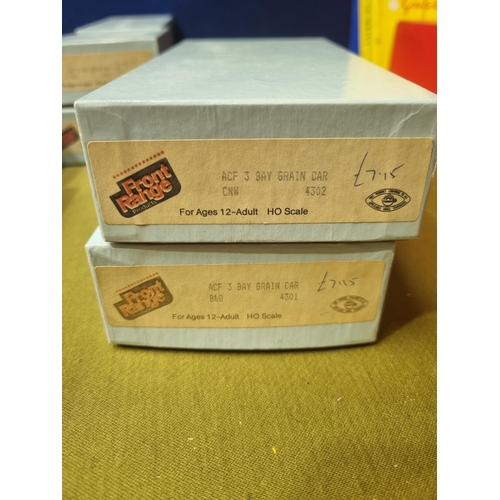 Front
Range
Products
ACF 3 BAY GRAIN CAR
CNW 4302
£7.15
For Ages 12-Adult HO Scale
Front
Range
ACF 3 BAY GRAIN CAR
B&O 4301
£7.15
For Ages 12-Adult HO Scale